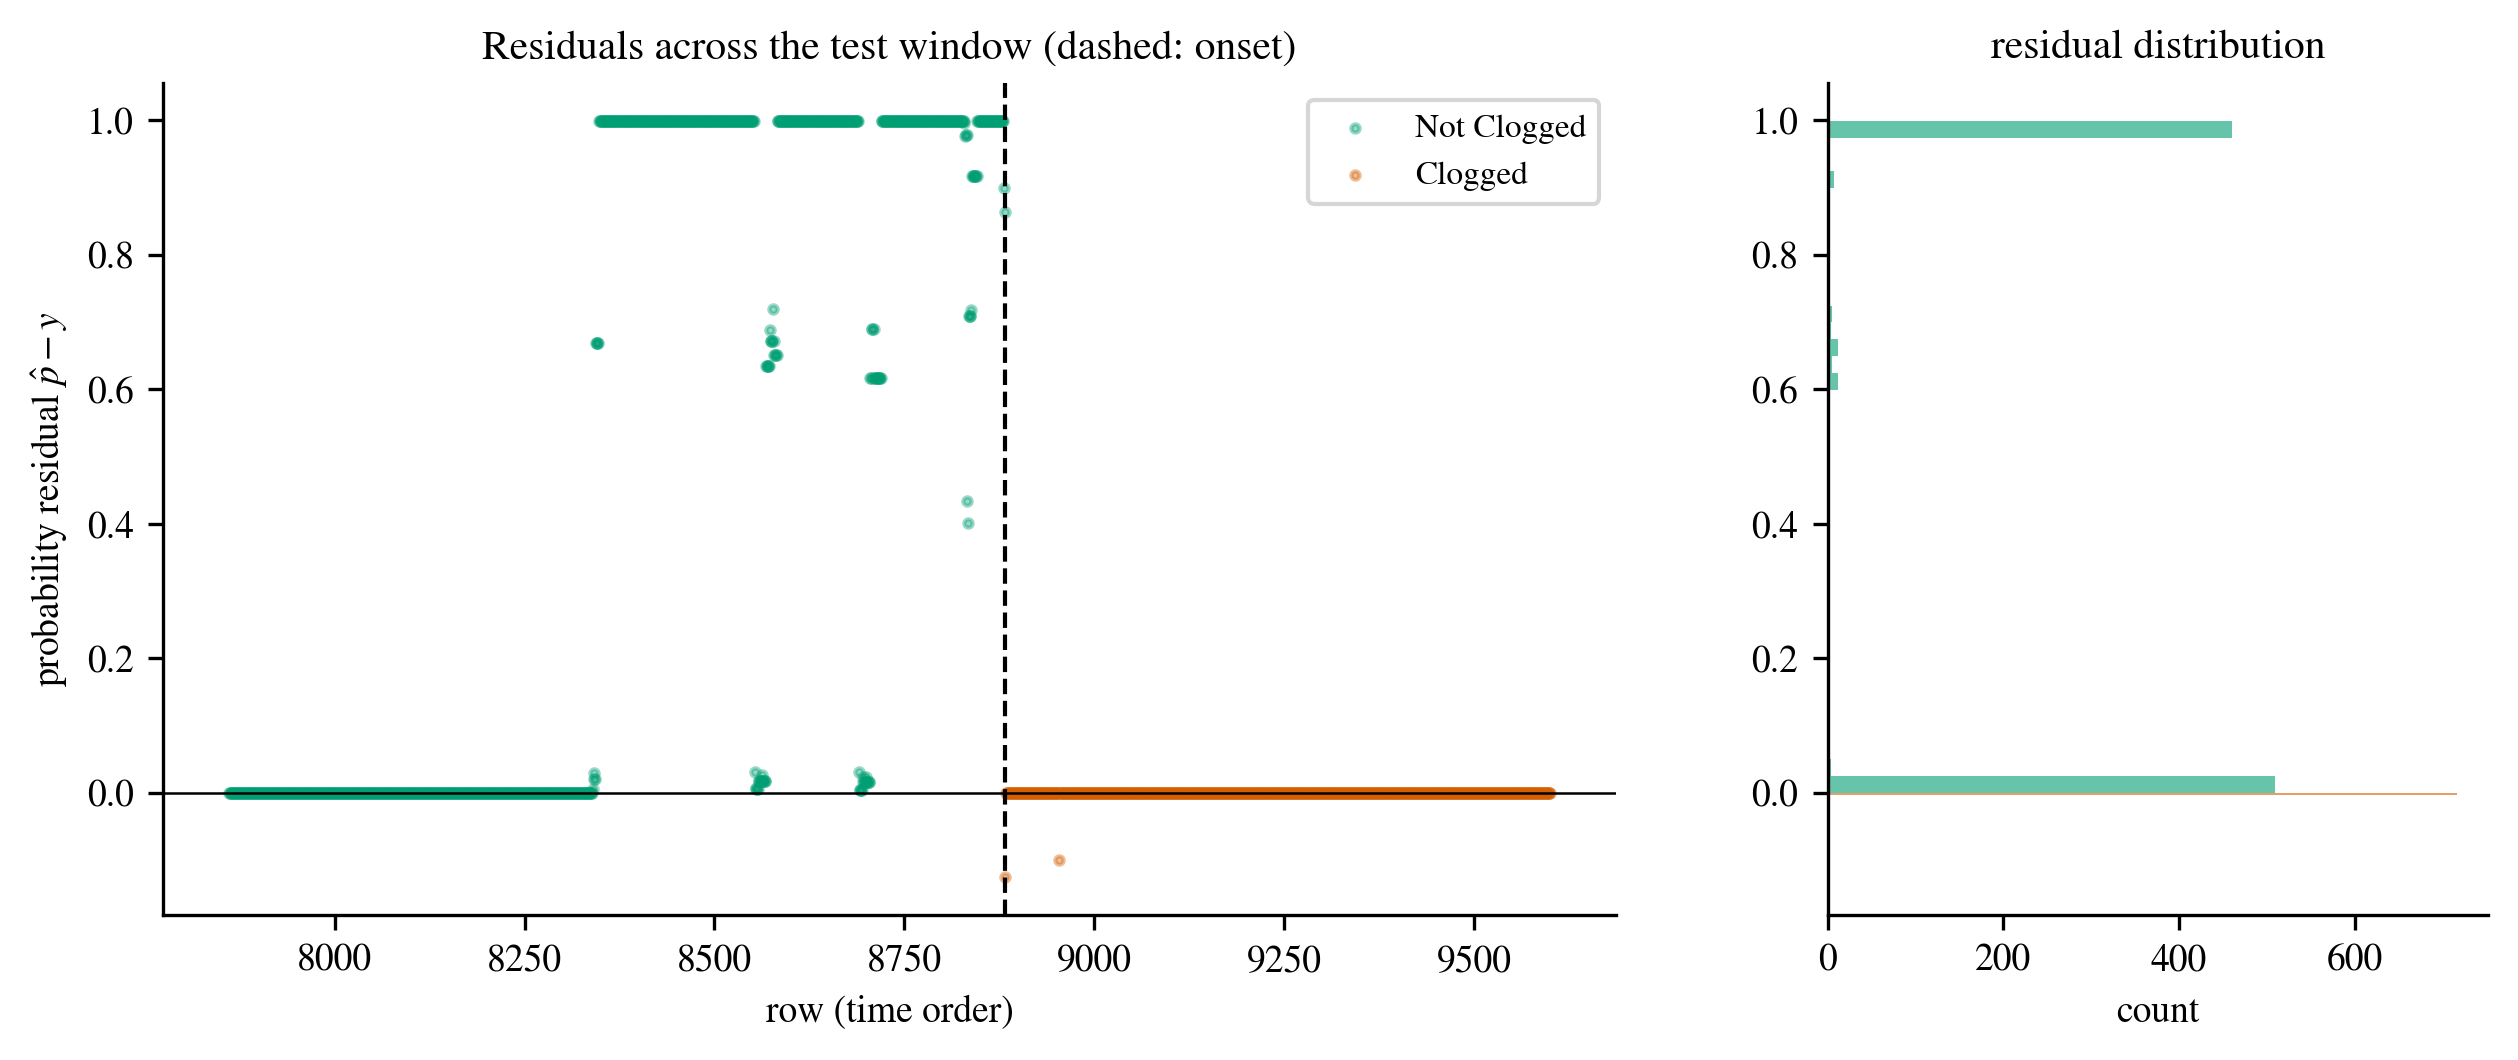 Residuals across the test window (dashed: onset)
residual distribution
probability residual p̂ − y
1.0
0.8
0.6
0.4
0.2
0.0
Not Clogged
Clogged
8000 8250 8500 8750 9000 9250 9500
row (time order)
1.0
0.8
0.6
0.4
0.2
0.0
0 200 400 600
count